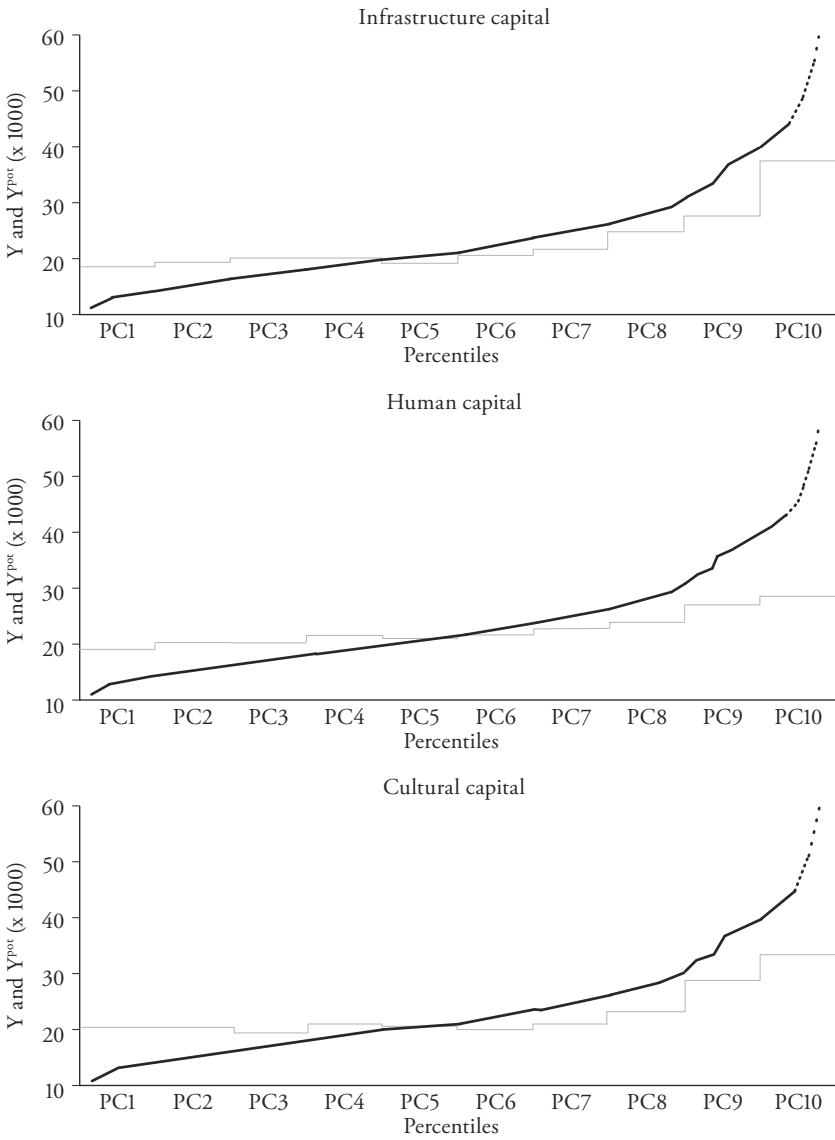 Infrastructure capital
Y and Y^pot (x 1000)
60
50
40
30
20
10
PC1 PC2 PC3 PC4 PC5 PC6 PC7 PC8 PC9 PC10
Percentiles
Human capital
Y and Y^pot (x 1000)
60
50
40
30
20
10
PC1 PC2 PC3 PC4 PC5 PC6 PC7 PC8 PC9 PC10
Percentiles
Cultural capital
Y and Y^pot (x 1000)
60
50
40
30
20
10
PC1 PC2 PC3 PC4 PC5 PC6 PC7 PC8 PC9 PC10
Percentiles